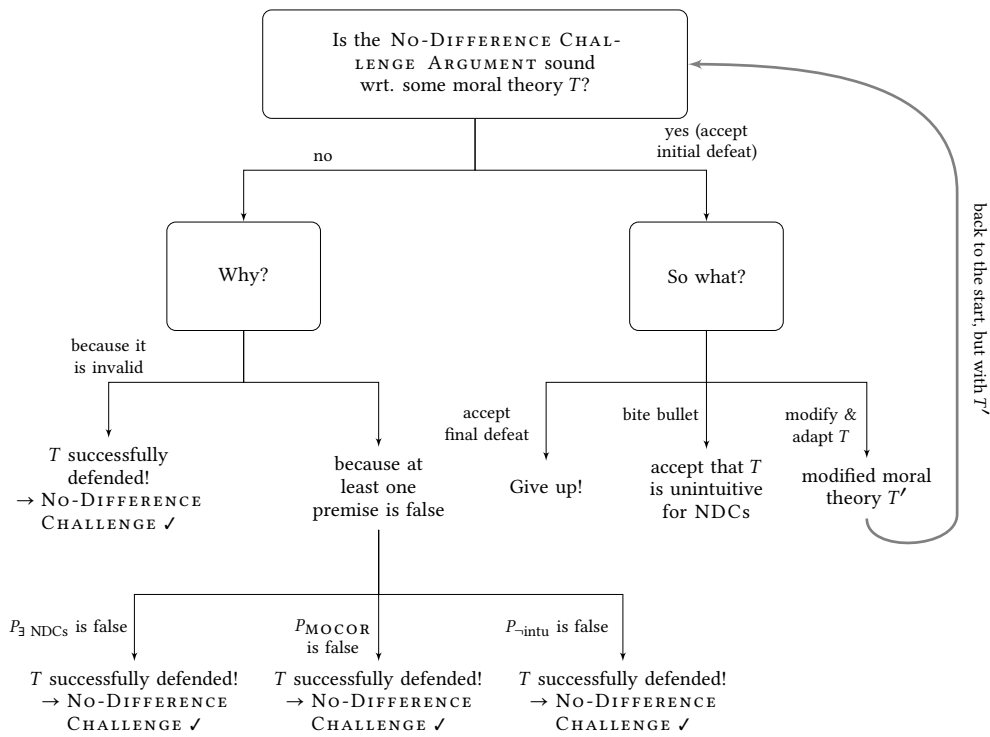 Is the No-Difference Chal-
lenge Argument sound
wrt. some moral theory T?
no
yes (accept
initial defeat)
back to the start, but with T′
Why?
So what?
because it
is invalid
T successfully
defended!
→ No-Difference
Challenge ✓
because at
least one
premise is false
accept
final defeat
Give up!
bite bullet
accept that T
is unintuitive
for NDCs
modify &
adapt T
modified moral
theory T′
P∃ NDCs is false
T successfully defended!
→ No-Difference
Challenge ✓
PMOCOR
is false
T successfully defended!
→ No-Difference
Challenge ✓
P¬intu is false
T successfully defended!
→ No-Difference
Challenge ✓